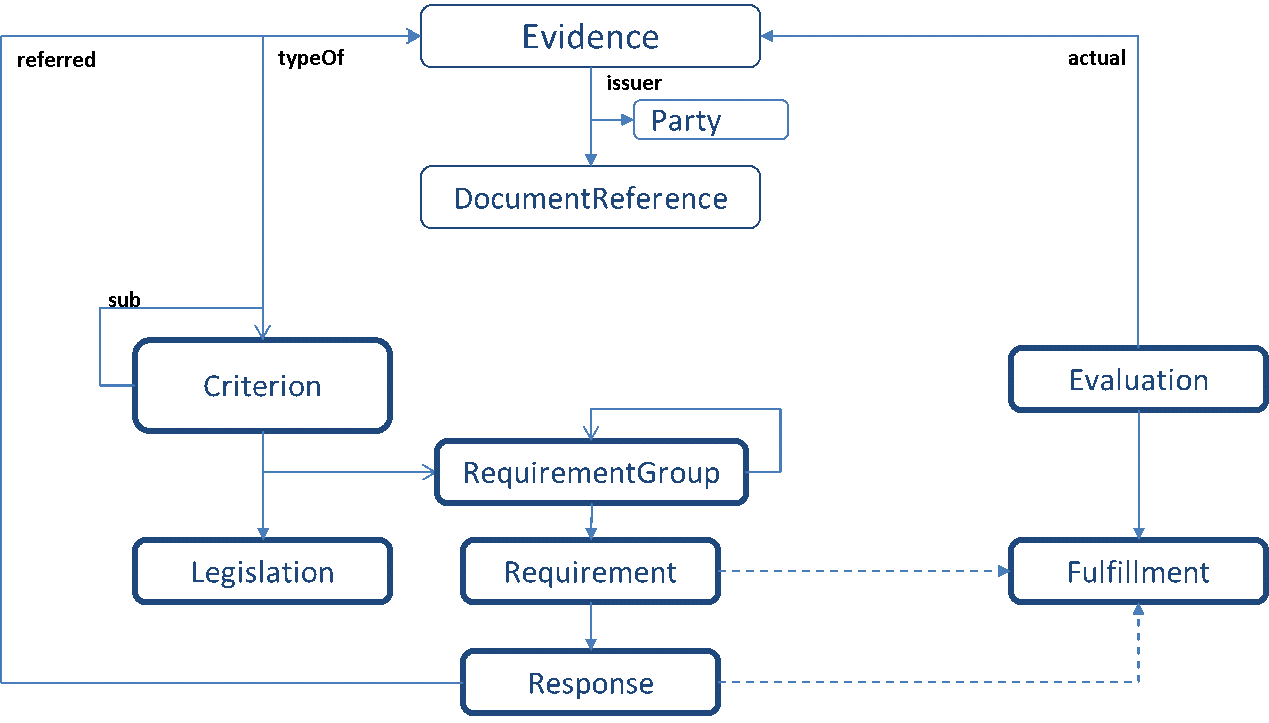 Evidence
referred
typeOf
actual
issuer
Party
DocumentReference
sub
Criterion
Evaluation
RequirementGroup
Legislation
Requirement
Fulfillment
Response